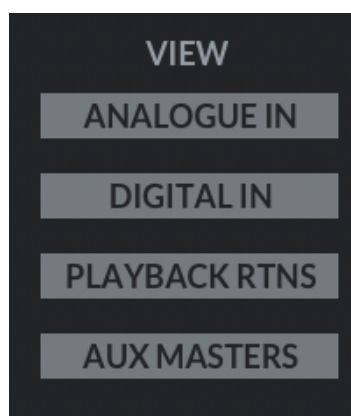 VIEW
ANALOGUE IN
DIGITAL IN
PLAYBACK RTNS
AUX MASTERS